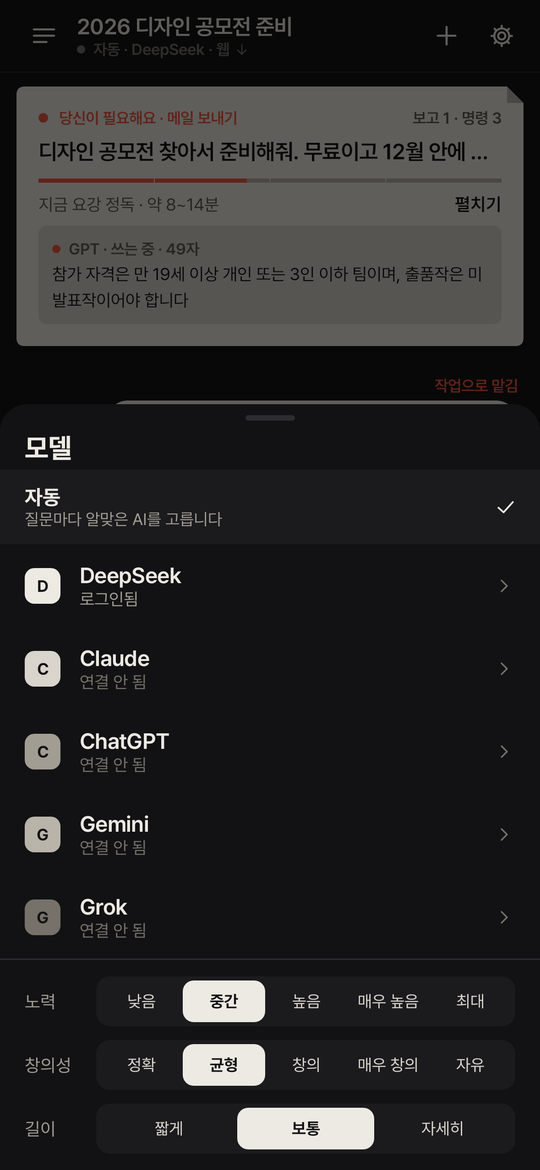 2026 디자인 공모전 준비
자동 · DeepSeek · 웹 ↓
당신이 필요해요 · 메일 보내기
보고 1 · 명령 3
디자인 공모전 찾아서 준비해줘. 무료이고 12월 안에 ...
지금 요강 정독 · 약 8~14분
펼치기
GPT · 쓰는 중 · 49자
참가 자격은 만 19세 이상 개인 또는 3인 이하 팀이며, 출품작은 미
발표작이어야 합니다
작업으로 맡김
모델
자동
질문마다 알맞은 AI를 고릅니다
D
DeepSeek
로그인됨
C
Claude
연결 안 됨
C
ChatGPT
연결 안 됨
G
Gemini
연결 안 됨
G
Grok
연결 안 됨
노력 낮음 중간 높음 매우 높음 최대
창의성 정확 균형 창의 매우 창의 자유
길이 짧게 보통 자세히